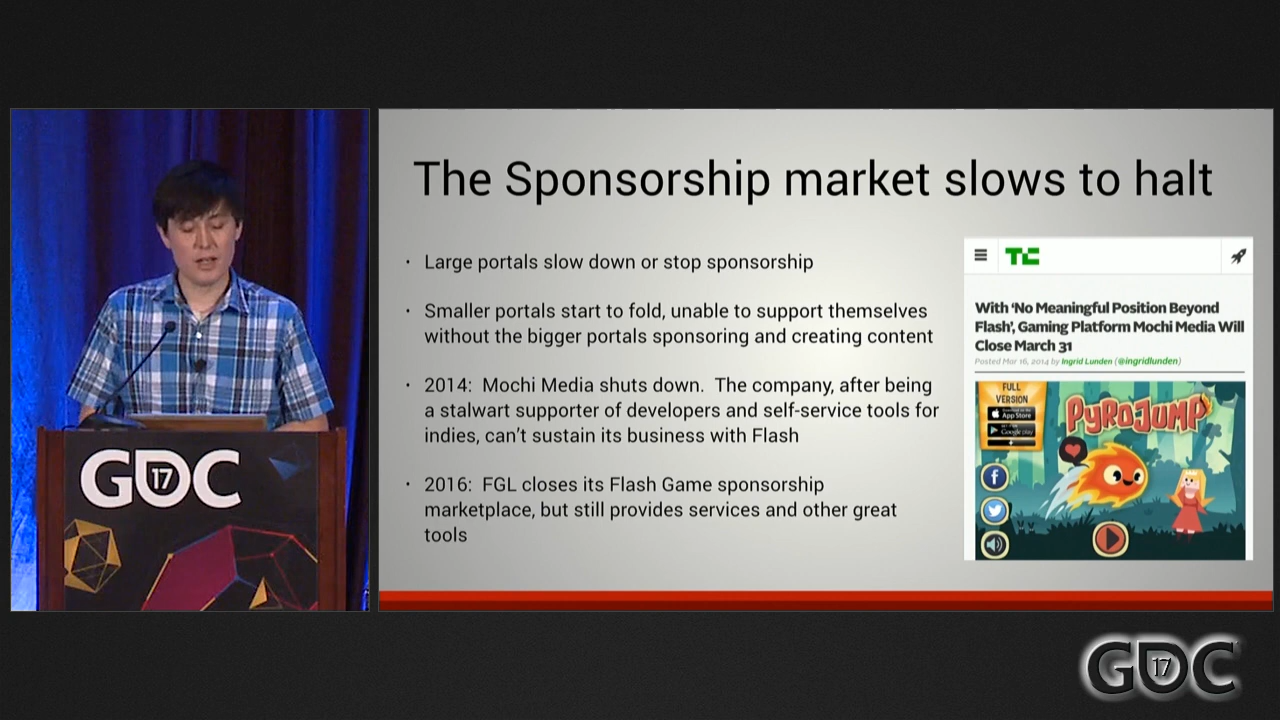 The Sponsorship market slows to halt
• Large portals slow down or stop sponsorship
• Smaller portals start to fold, unable to support themselves
without the bigger portals sponsoring and creating content
• 2014:  Mochi Media shuts down.  The company, after being
a stalwart supporter of developers and self-service tools for
indies, can’t sustain its business with Flash
• 2016:  FGL closes its Flash Game sponsorship
marketplace, but still provides services and other great
tools
TC
With ‘No Meaningful Position Beyond
Flash’, Gaming Platform Mochi Media Will
Close March 31
Posted Mar 16, 2014 by Ingrid Lunden (@ingridlunden)
FULL
VERSION
App Store
Google play
PYROJUMP
GDC
17
GDC
17